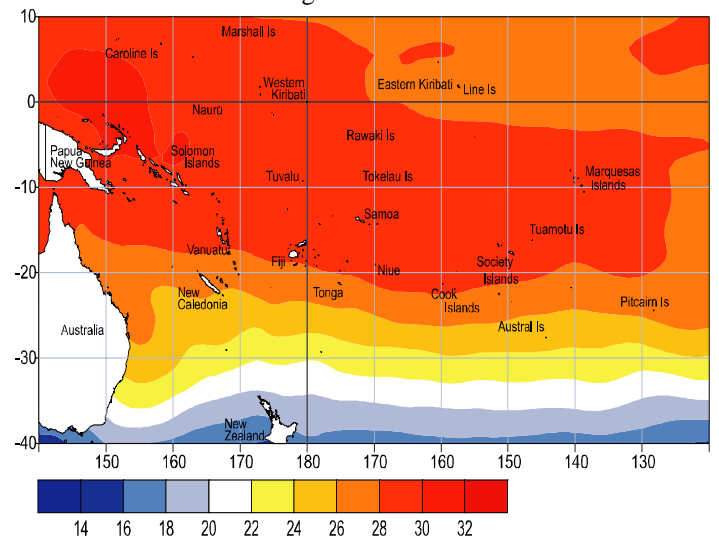 10
Marshall Is
Caroline Is
Western
Kiribati
Eastern Kiribati
Line Is
0
Nauru
Rawaki Is
Papua
New Guinea
Solomon
Islands
Tuvalu
Tokelau Is
Marquesas
Islands
-10
Samoa
Tuamotu Is
Vanuatu
Fiji
Niue
Society
Islands
-20
New
Caledonia
Tonga
Cook
Islands
Pitcairn Is
Australia
Austral Is
-30
New
Zealand
-40
150 160 170 180 170 160 150 140 130
14 16 18 20 22 24 26 28 30 32